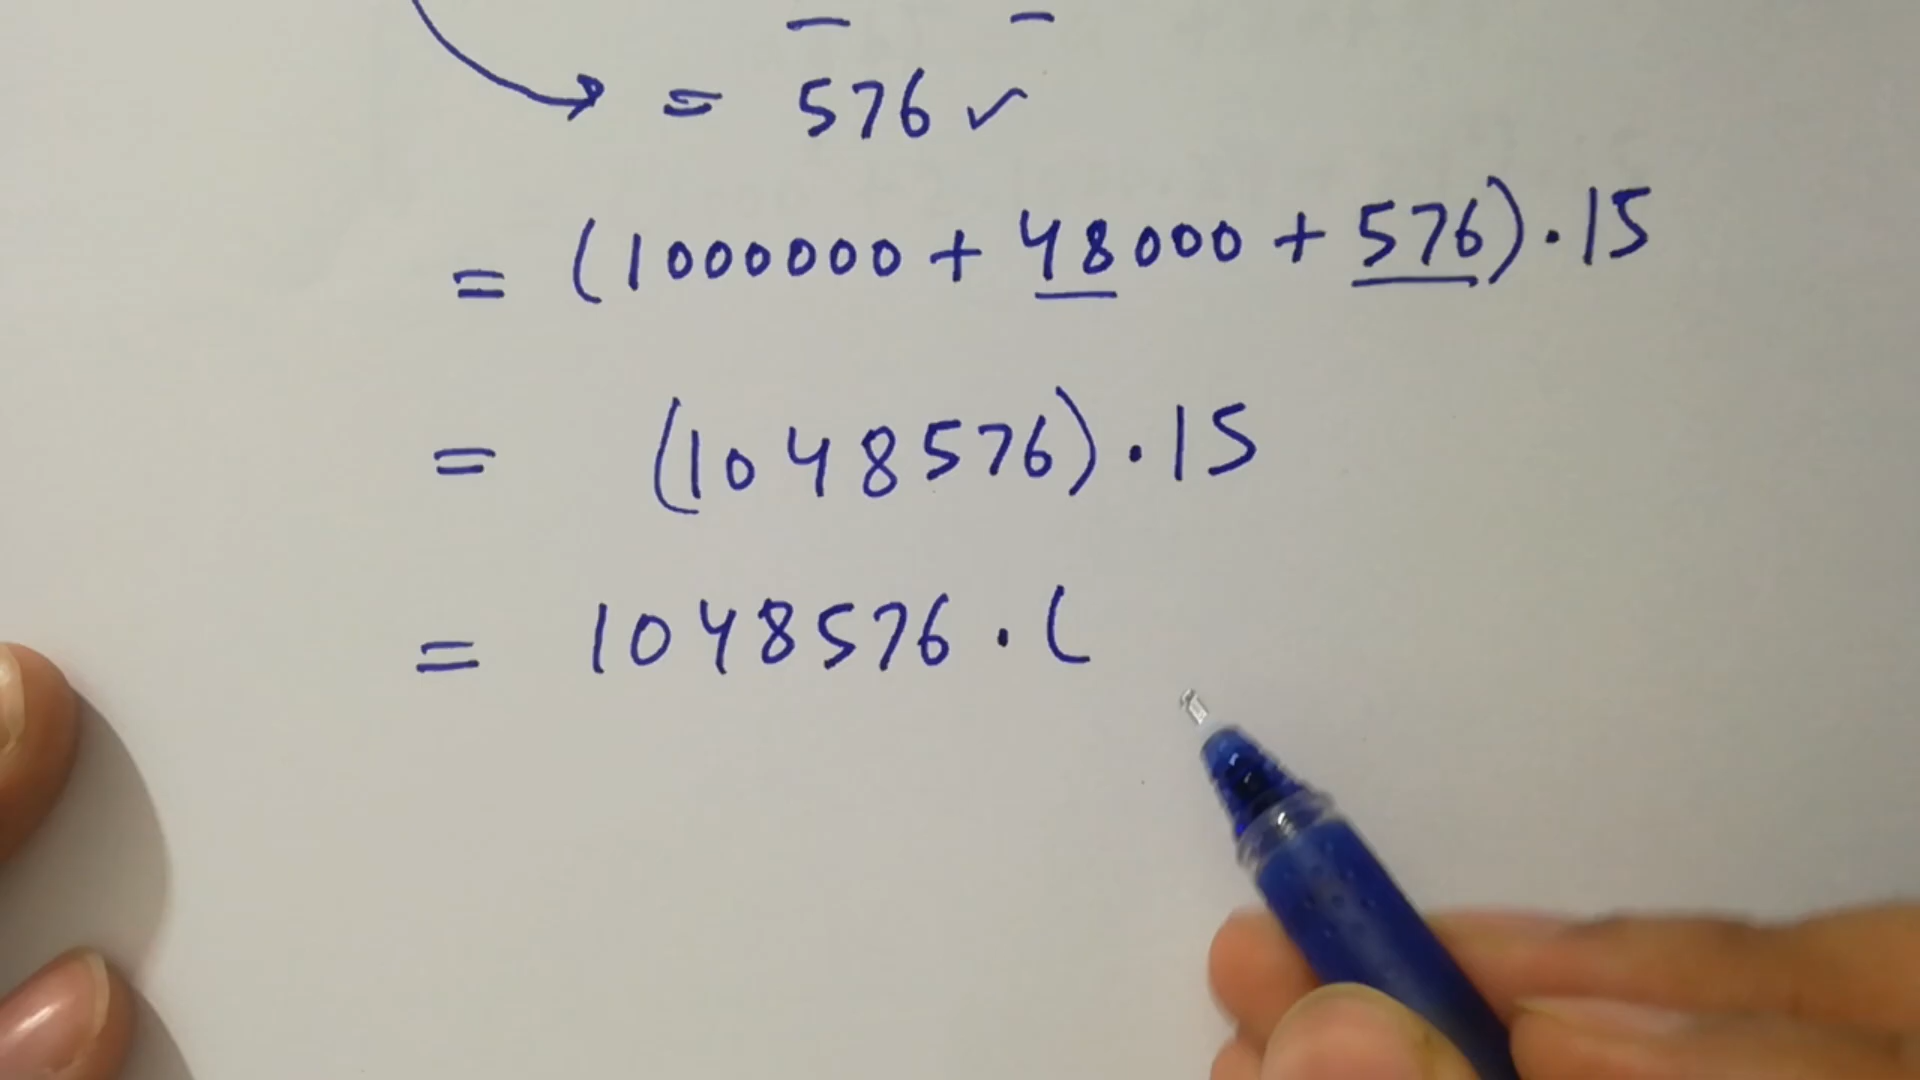 = 576 ✓
= (1000000 + 48000 + 576) · 15
= (1048576) · 15
= 1048576 · (